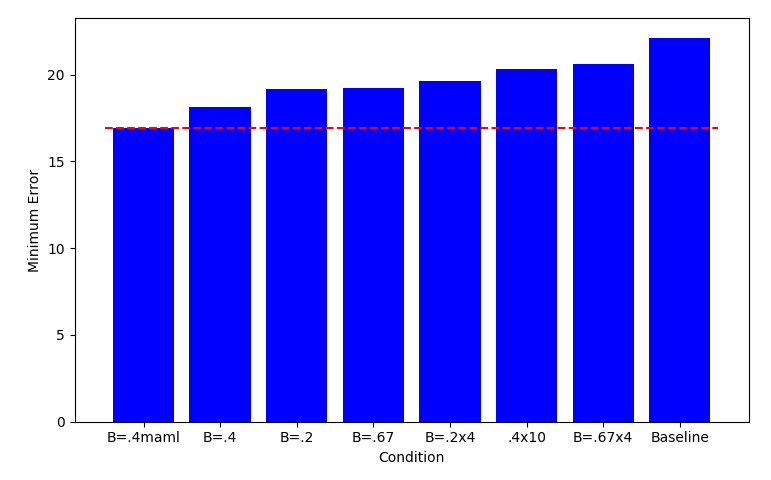 Minimum Error
20
15
10
5
0
B=.4maml B=.4 B=.2 B=.67 B=.2x4 .4x10 B=.67x4 Baseline
Condition